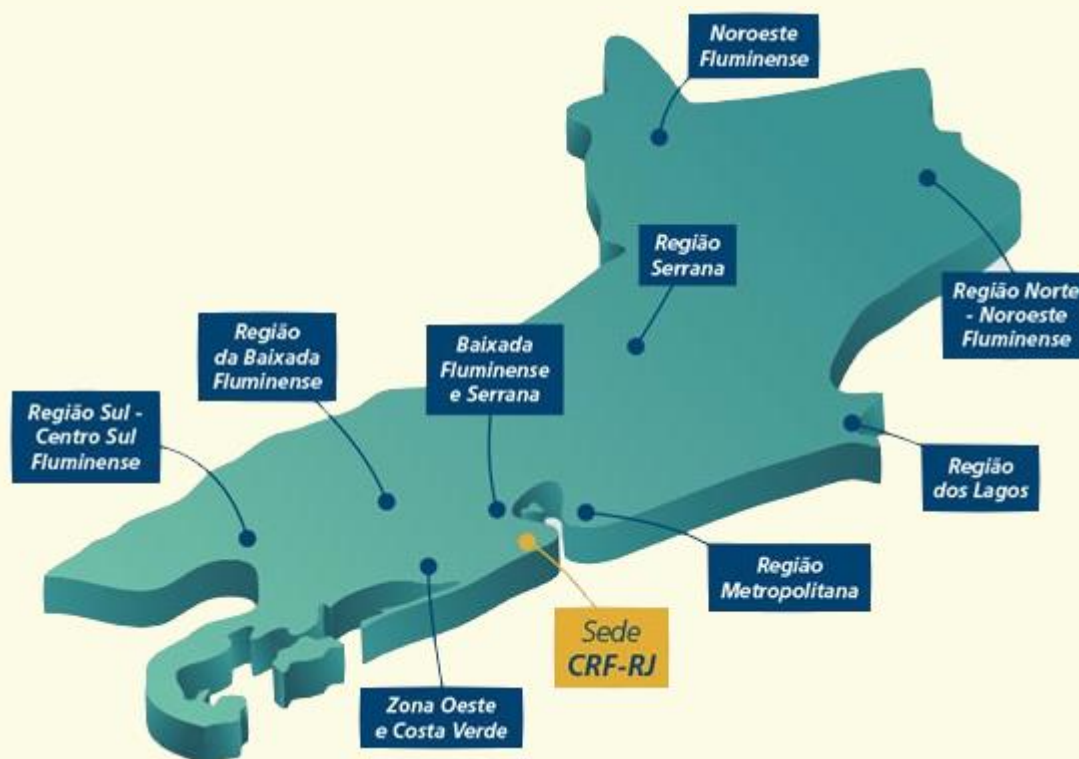 Noroeste
Fluminense
Região
Serrana
Região Norte
- Noroeste
Fluminense
Região
da Baixada
Fluminense
Baixada
Fluminense
e Serrana
Região Sul -
Centro Sul
Fluminense
Região
dos Lagos
Região
Metropolitana
Sede
CRF-RJ
Zona Oeste
e Costa Verde